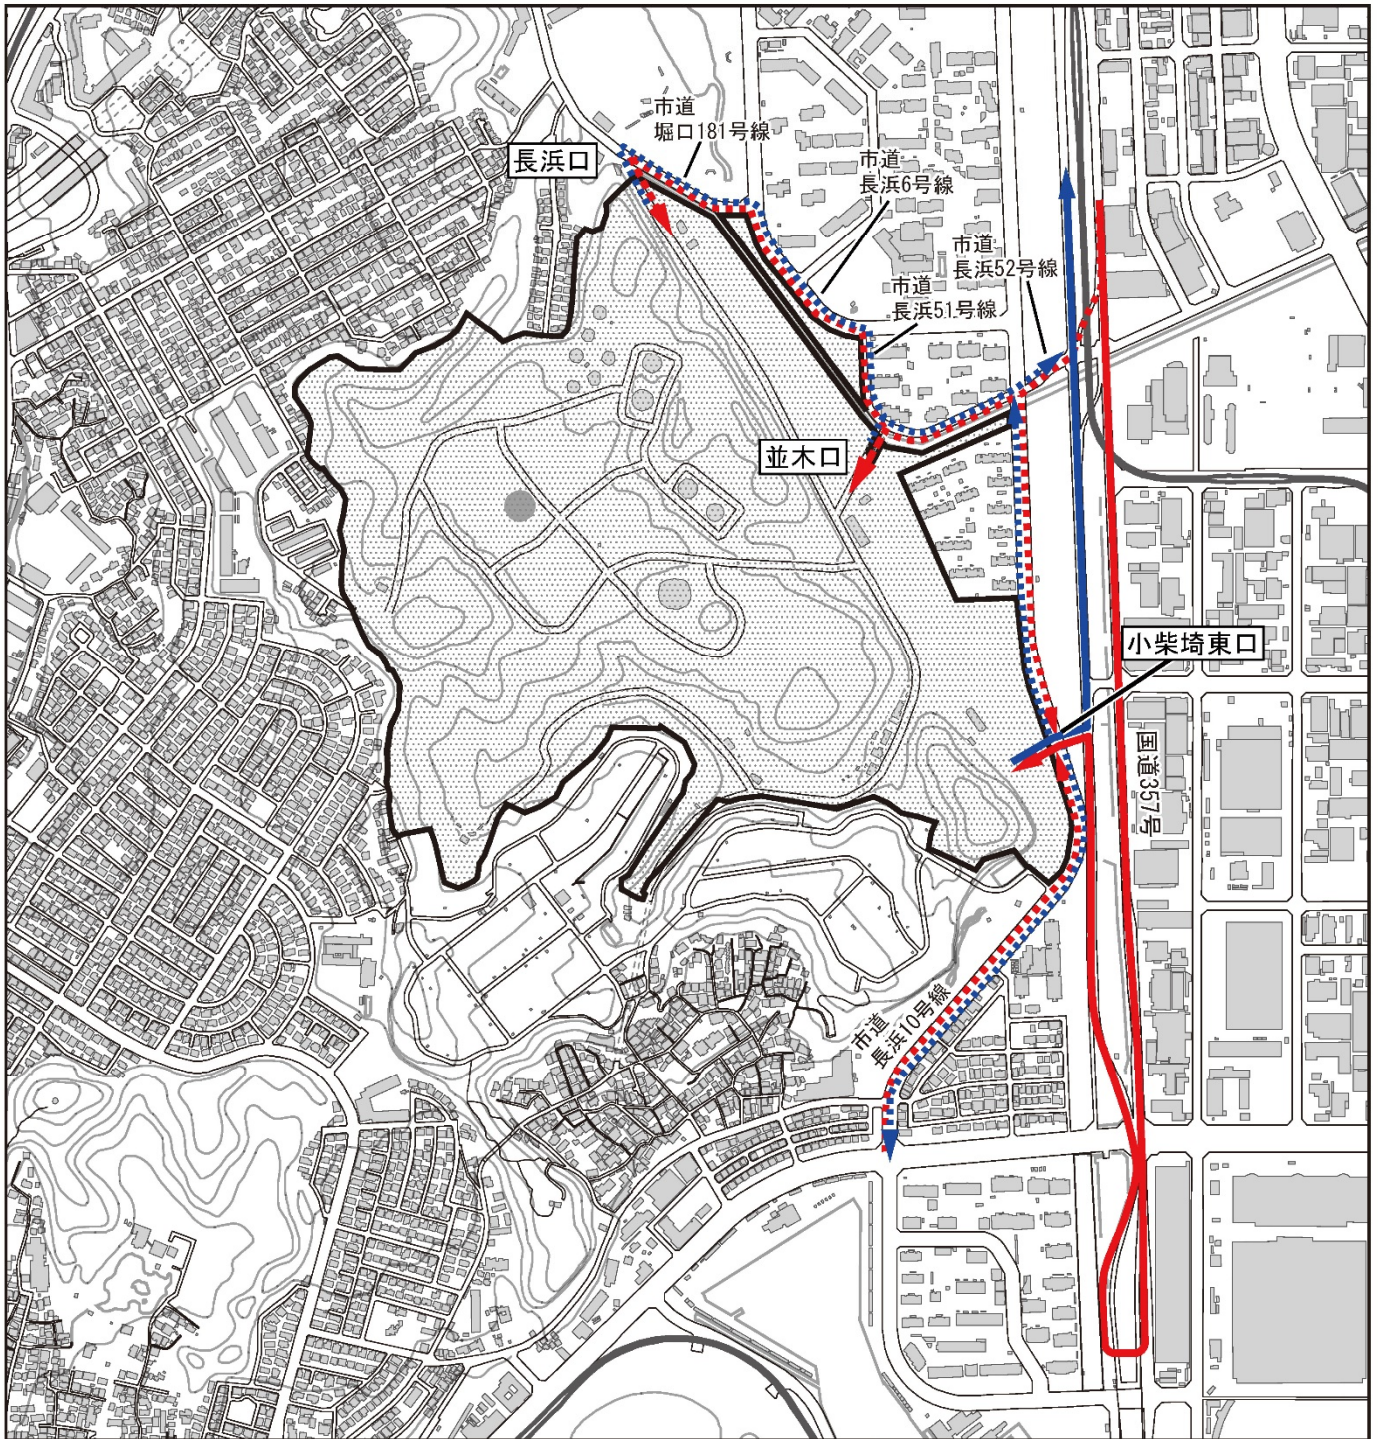 市道
堀口181号線
長浜口
市道
長浜6号線
市道
長浜52号線
市道
長浜51号線
並木口
小柴埼東口
国道357号
市道
長浜10号線